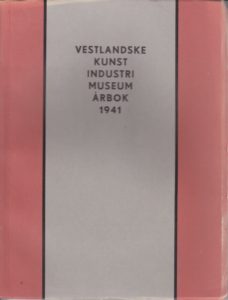 VESTLANDSKE
KUNST
INDUSTRI
MUSEUM
ÅRBOK
1941